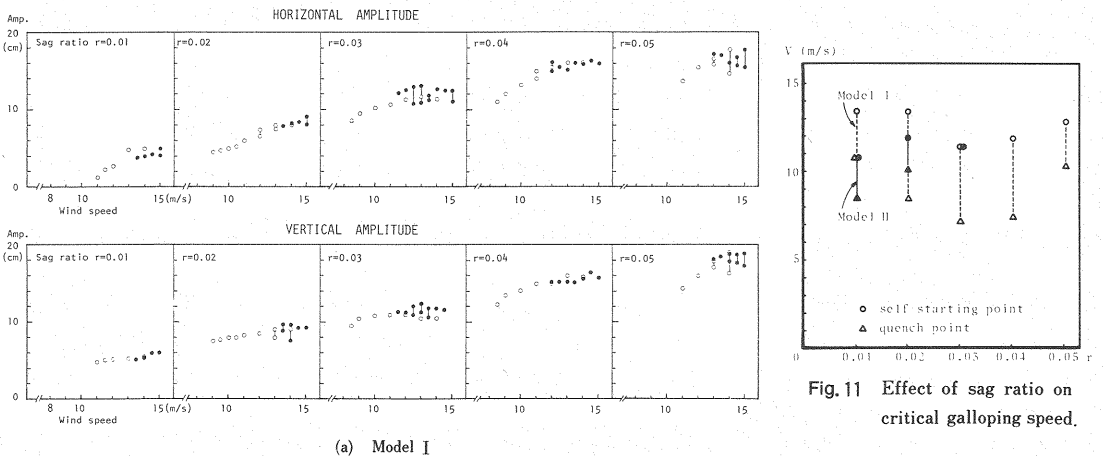 HORIZONTAL AMPLITUDE
Amp.
(cm)
20
10
0
Sag ratio r=0.01
r=0.02
r=0.03
r=0.04
r=0.05
8 10 15(m/s) 10 15 10 15 10 15 10 15
Wind speed
VERTICAL AMPLITUDE
Amp.
(cm)
20
10
0
Sag ratio r=0.01
r=0.02
r=0.03
r=0.04
r=0.05
8 10 15(m/s) 10 15 10 15 10 15 10 15
Wind speed
(a) Model I
V (m/s)
15
10
5
0
Model I
Model II
self starting point
quench point
0.01 0.02 0.03 0.04 0.05 r
Fig. 11 Effect of sag ratio on
critical galloping speed.